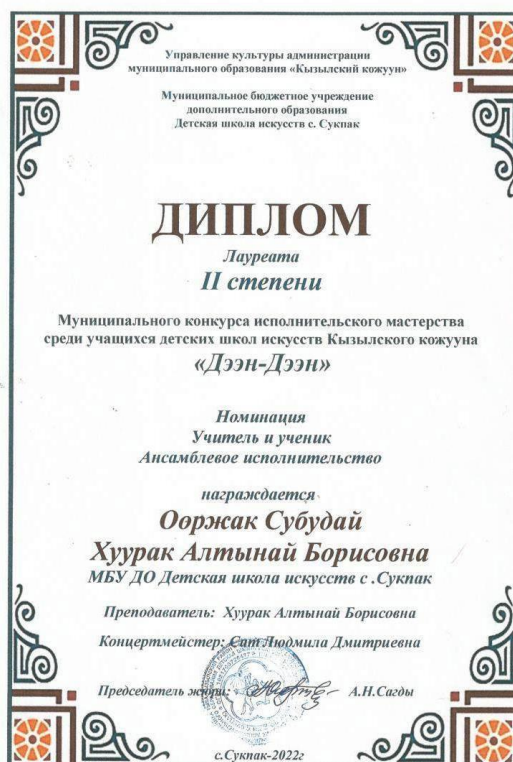 Управление культуры администрации
муниципального образования «Кызылский кожуун»
Муниципальное бюджетное учреждение
дополнительного образования
Детская школа искусств с. Сукпак
ДИПЛОМ
Лауреата
II степени
Муниципального конкурса исполнительского мастерства
среди учащихся детских школ искусств Кызылского кожууна
«Дээн-Дээн»
Номинация
Учитель и ученик
Ансамблевое исполнительство
награждается
Ооржак Субудай
Хуурак Алтынай Борисовна
МБУ ДО Детская школа искусств с .Сукпак
Преподаватель: Хуурак Алтынай Борисовна
Концертмейстер: Сат Людмила Дмитриевна
Председатель жюри: А.Н.Сагды
с.Сукпак-2022г